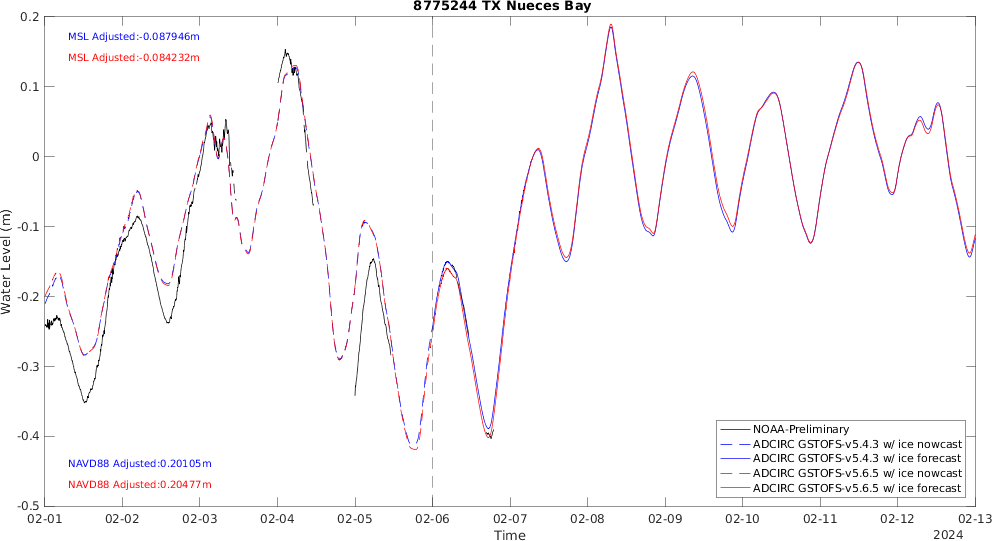 8775244 TX Nueces Bay
MSL Adjusted:-0.087946m
MSL Adjusted:-0.084232m
0.2
0.1
0
-0.1
-0.2
-0.3
-0.4
-0.5
Water Level (m)
NAVD88 Adjusted:0.20105m
NAVD88 Adjusted:0.20477m
NOAA-Preliminary
ADCIRC GSTOFS-v5.4.3 w/ ice nowcast
ADCIRC GSTOFS-v5.4.3 w/ ice forecast
ADCIRC GSTOFS-v5.6.5 w/ ice nowcast
ADCIRC GSTOFS-v5.6.5 w/ ice forecast
02-01 02-02 02-03 02-04 02-05 02-06 02-07 02-08 02-09 02-10 02-11 02-12 02-13
Time
2024